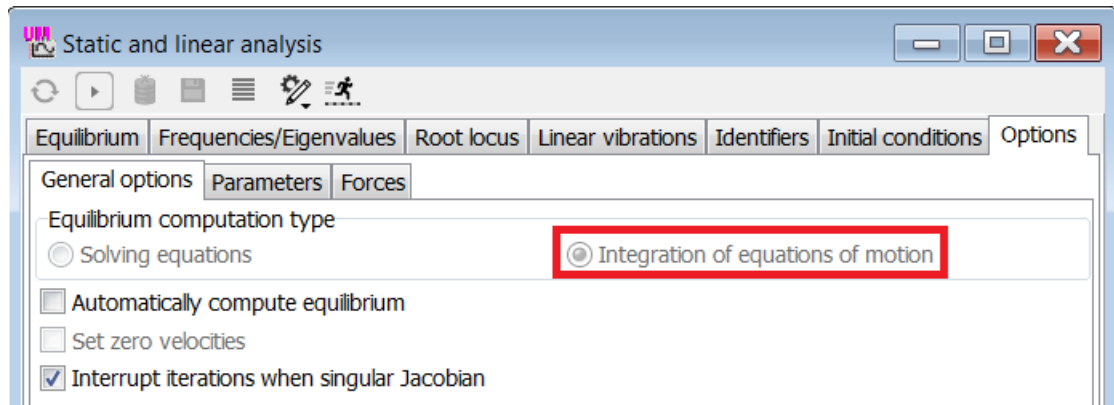 UM Static and linear analysis
Equilibrium Frequencies/Eigenvalues Root locus Linear vibrations Identifiers Initial conditions Options
General options Parameters Forces
Equilibrium computation type
Solving equations Integration of equations of motion
Automatically compute equilibrium
Set zero velocities
Interrupt iterations when singular Jacobian